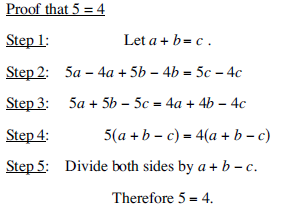 Proof that 5 = 4
Step 1: Let a + b = c .
Step 2: 5a – 4a + 5b – 4b = 5c – 4c
Step 3: 5a + 5b – 5c = 4a + 4b – 4c
Step 4: 5(a + b – c) = 4(a + b – c)
Step 5: Divide both sides by a + b – c.
Therefore 5 = 4.